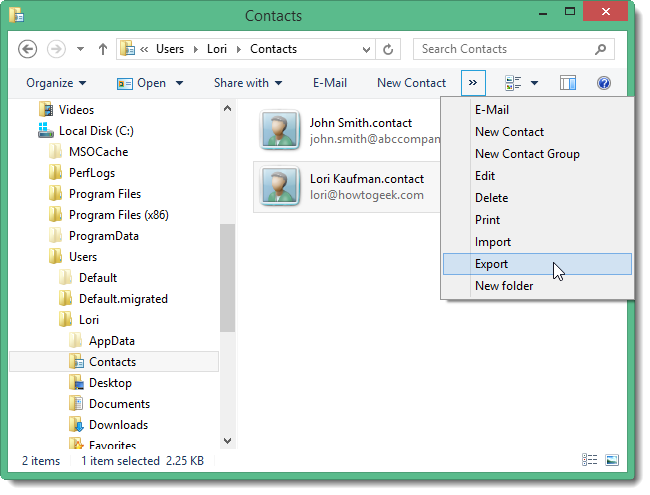 Contacts
« Users Lori Contacts
Search Contacts
Organize Open Share with E-Mail New Contact »
Videos
Local Disk (C:)
MSOCache
PerfLogs
Program Files
Program Files (x86)
ProgramData
Users
Default
Default.migrated
Lori
AppData
Contacts
Desktop
Documents
Downloads
Favorites
John Smith.contact
john.smith@abccompan
Lori Kaufman.contact
lori@howtogeek.com
E-Mail
New Contact
New Contact Group
Edit
Delete
Print
Import
Export
New folder
2 items 1 item selected 2.25 KB